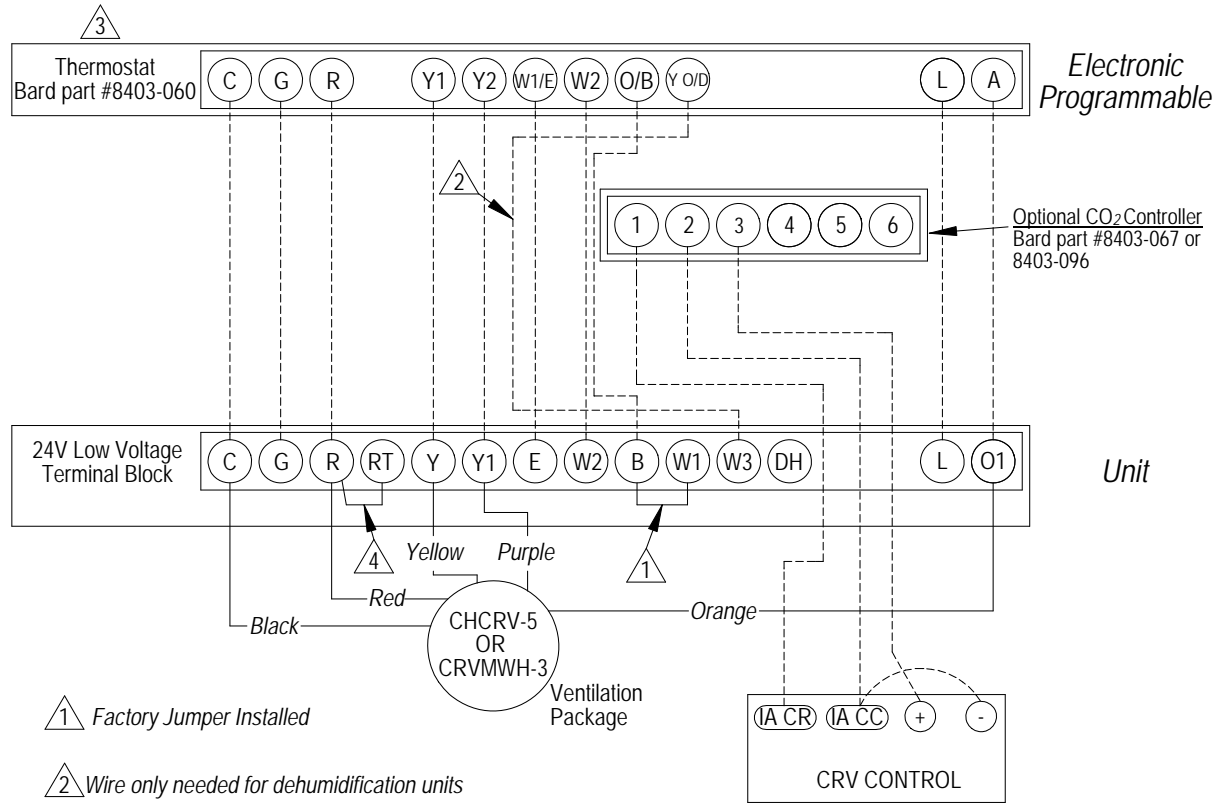 3
Thermostat
Bard part #8403-060
C G R Y1 Y2 W1/E W2 O/B Y O/D L A
Electronic
Programmable
2
1 2 3 4 5 6
Optional CO2 Controller
Bard part #8403-067 or
8403-096
24V Low Voltage
Terminal Block
C G R RT Y Y1 E W2 B W1 W3 DH L O1
Unit
4
Yellow Purple
1
Red
Black
Orange
CHCRV-5
OR
CRVMWH-3
Ventilation
Package
1 Factory Jumper Installed
IA CR IA CC + -
2 Wire only needed for dehumidification units
CRV CONTROL